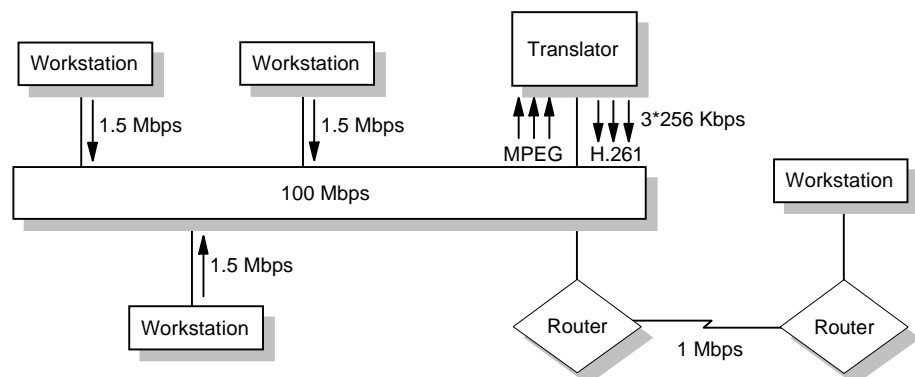 Workstation
Workstation
Translator
1.5 Mbps
1.5 Mbps
3*256 Kbps
MPEG
H.261
100 Mbps
Workstation
1.5 Mbps
Workstation
Router
1 Mbps
Router